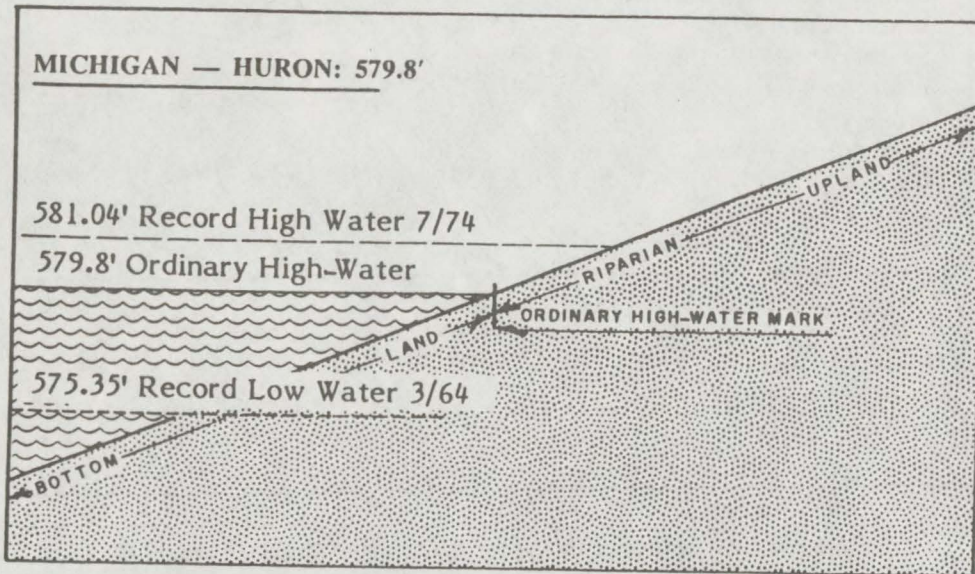 MICHIGAN — HURON: 579.8'
581.04' Record High Water 7/74
579.8' Ordinary High-Water
RIPARIAN UPLAND
ORDINARY HIGH-WATER MARK
575.35' Record Low Water 3/64
BOTTOM LAND